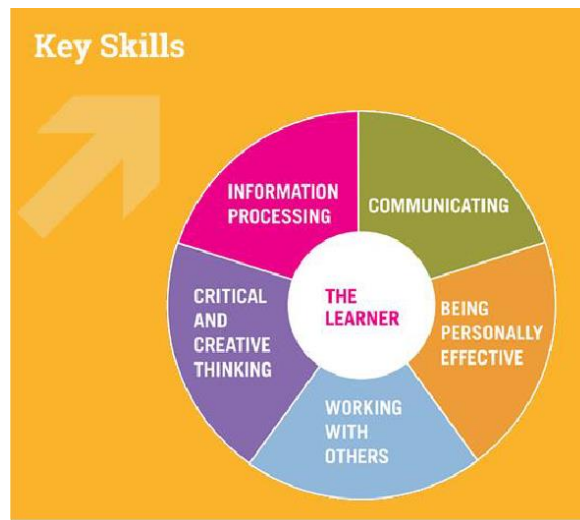 Key Skills
INFORMATION
PROCESSING
COMMUNICATING
CRITICAL
AND
CREATIVE
THINKING
THE
LEARNER
BEING
PERSONALLY
EFFECTIVE
WORKING
WITH
OTHERS